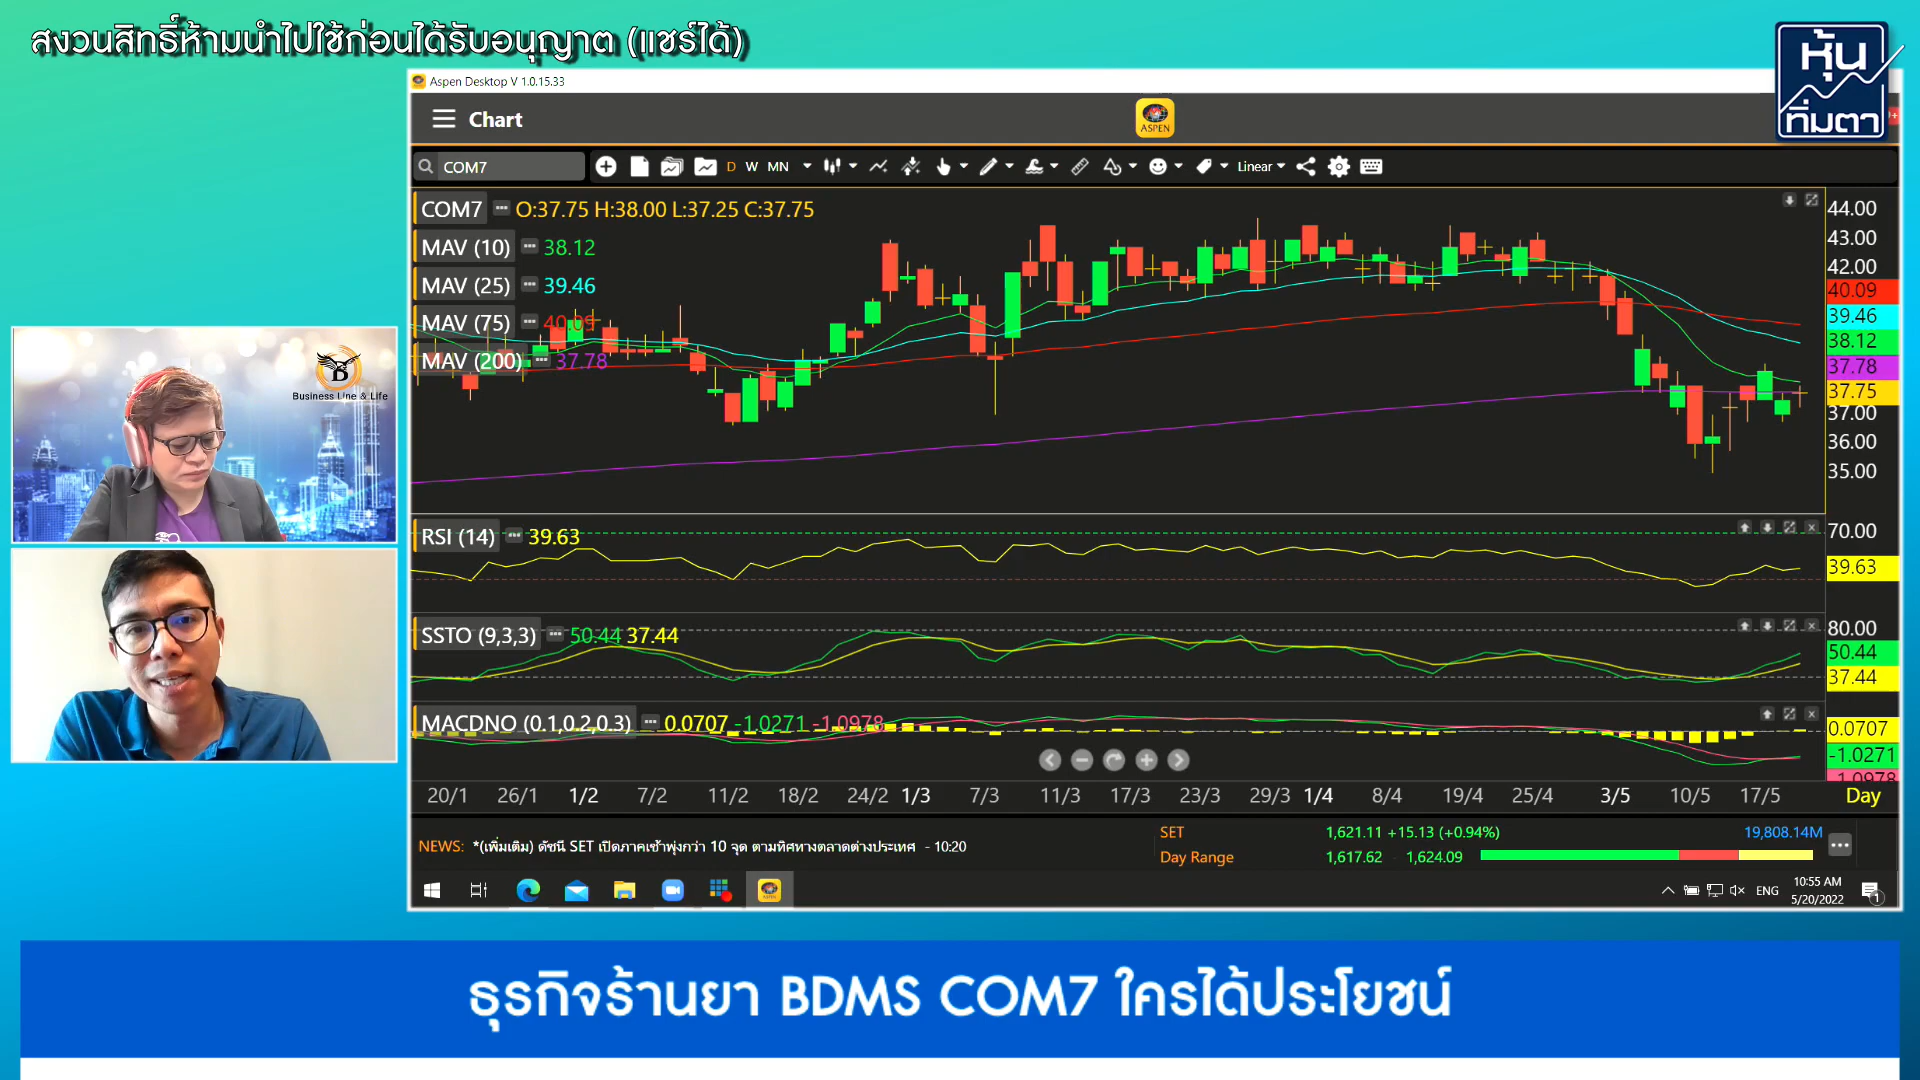 สงวนสิทธิ์ห้ามนำไปใช้ก่อนได้รับอนุญาต (แชร์ได้)
หุ้น
ทิ่มตา
Aspen Desktop V 1.0.15.33
Chart
ASPEN
COM7
D W MN
Linear
COM7 O:37.75 H:38.00 L:37.25 C:37.75
MAV (10) 38.12
MAV (25) 39.46
MAV (75) 40.09
MAV (200) 37.78
44.00
43.00
42.00
40.09
39.46
38.12
37.78
37.75
37.00
36.00
35.00
B
Business Line & Life
RSI (14) 39.63
70.00
39.63
SSTO (9,3,3) 50.44 37.44
80.00
50.44
37.44
MACDNO (0.1,0.2,0.3) 0.0707 -1.0271 -1.0978
0.0707
-1.0271
-1.0978
20/1 26/1 1/2 7/2 11/2 18/2 24/2 1/3 7/3 11/3 17/3 23/3 29/3 1/4 8/4 19/4 25/4 3/5 10/5 17/5 Day
NEWS: *(เพิ่มเติม) ดัชนี SET เปิดภาคเช้าพุ่งกว่า 10 จุด ตามทิศทางตลาดต่างประเทศ - 10:20
SET 1,621.11 +15.13 (+0.94%) 19,808.14M
Day Range 1,617.62 - 1,624.09
ENG
10:55 AM
5/20/2022
1
ธุรกิจร้านยา BDMS COM7 ใครได้ประโยชน์